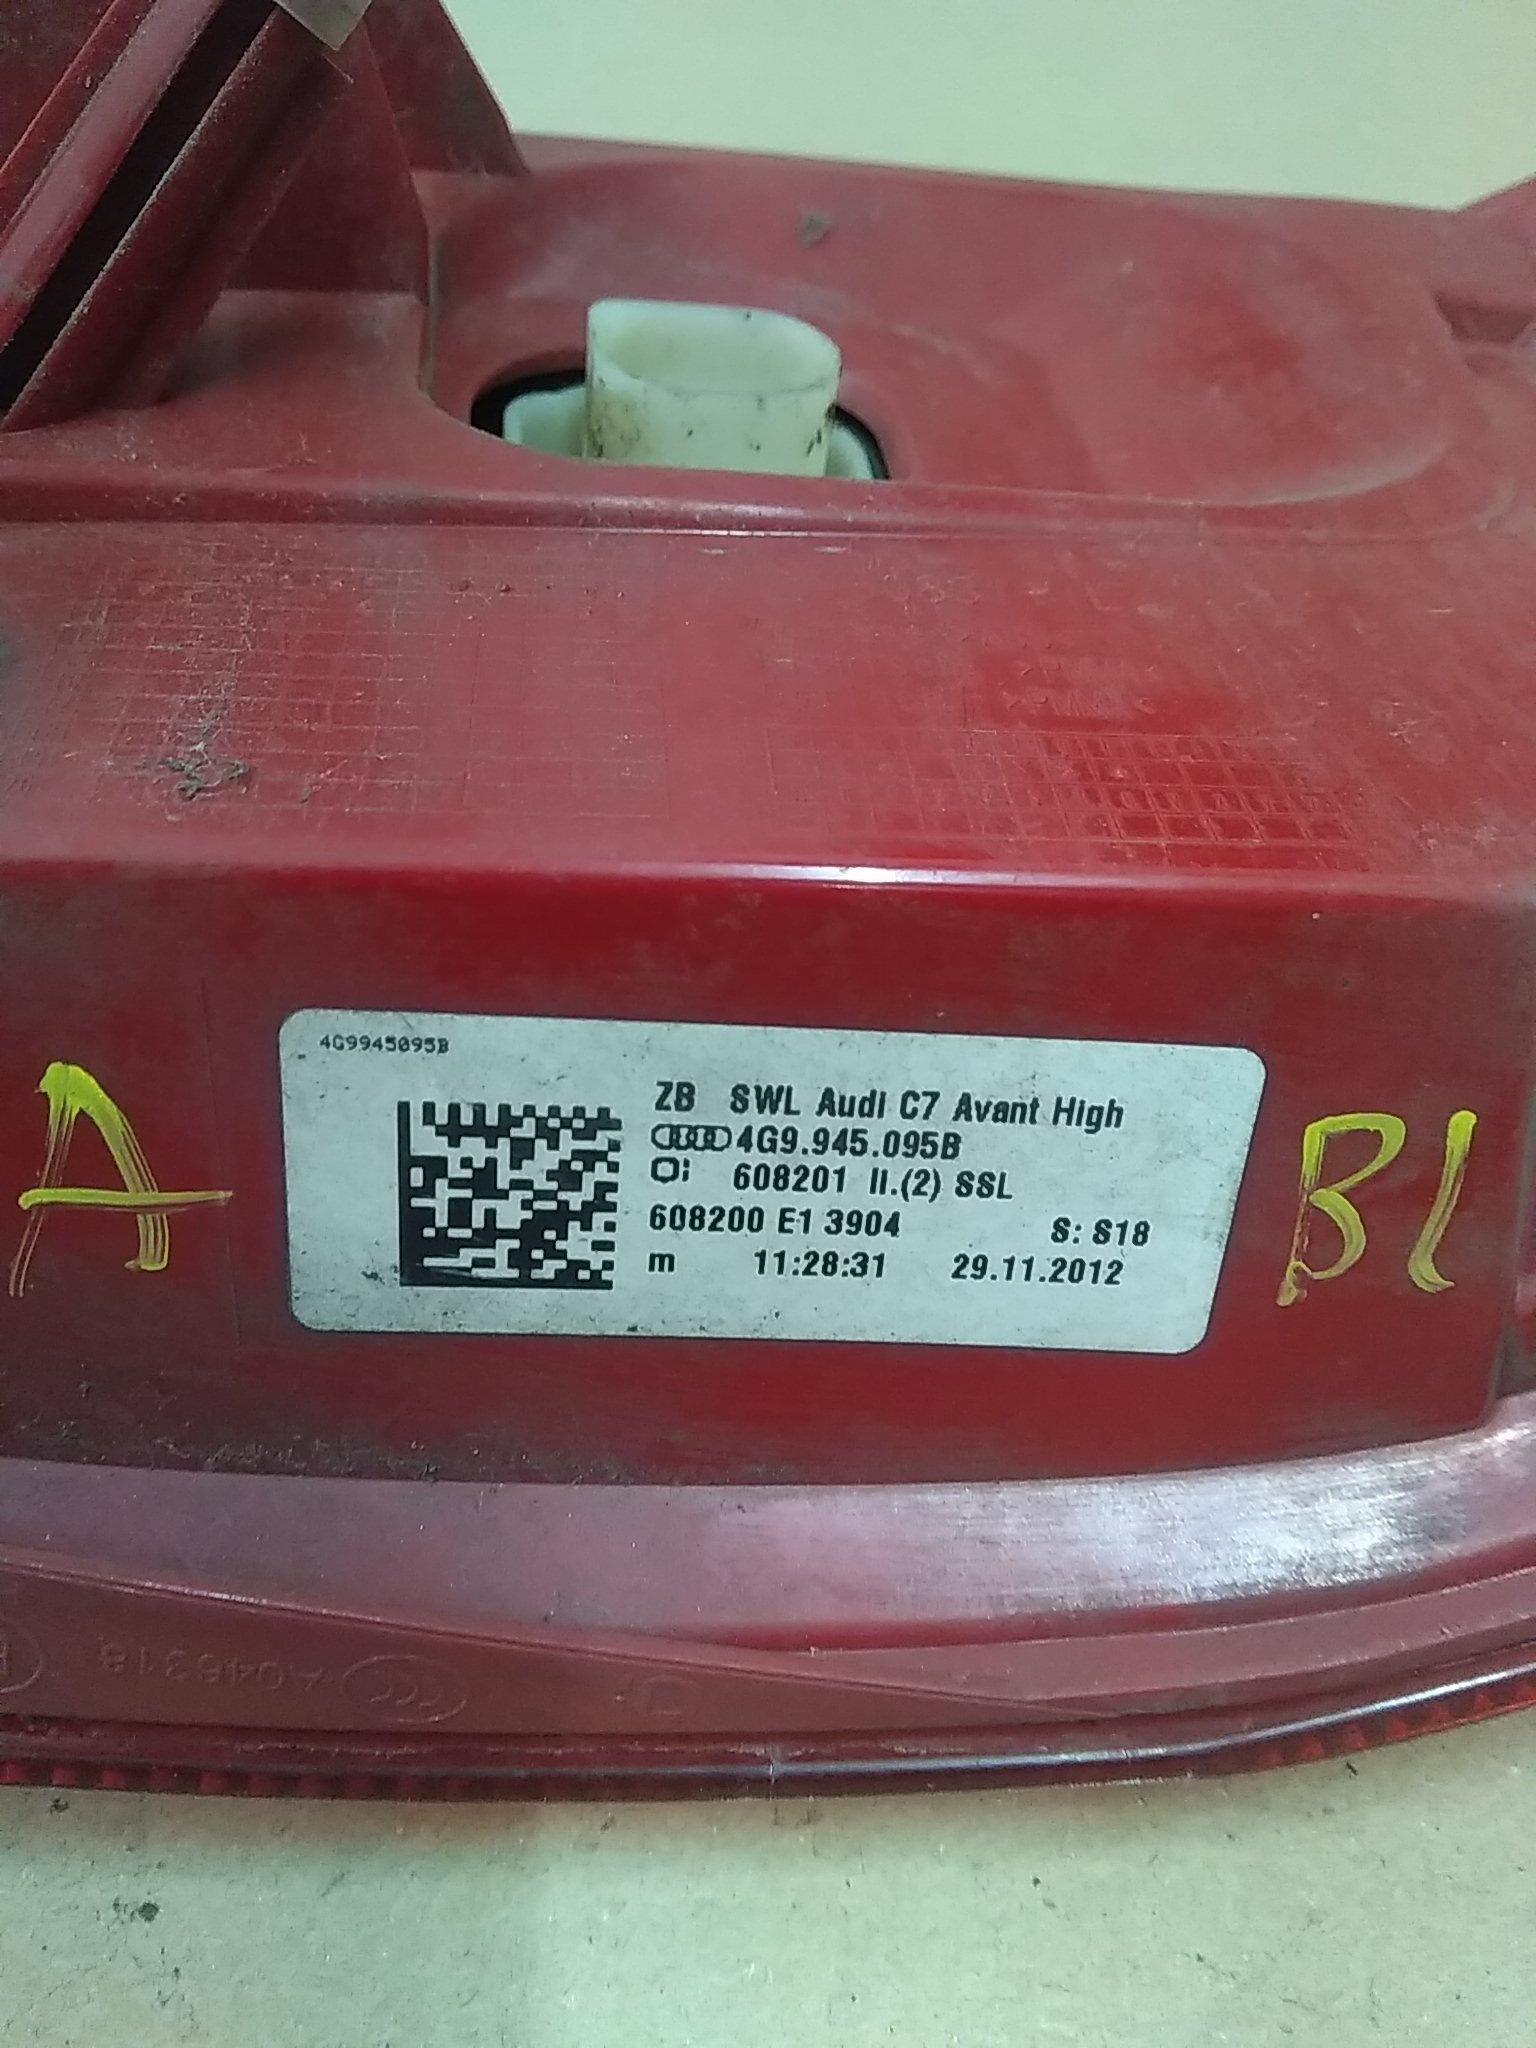 4G9945095B
ZB SWL Audi C7 Avant High
4G9.945.095B
608201 II.(2) SSL
608200 E1 3904 S: S18
m 11:28:31 29.11.2012
A
B1